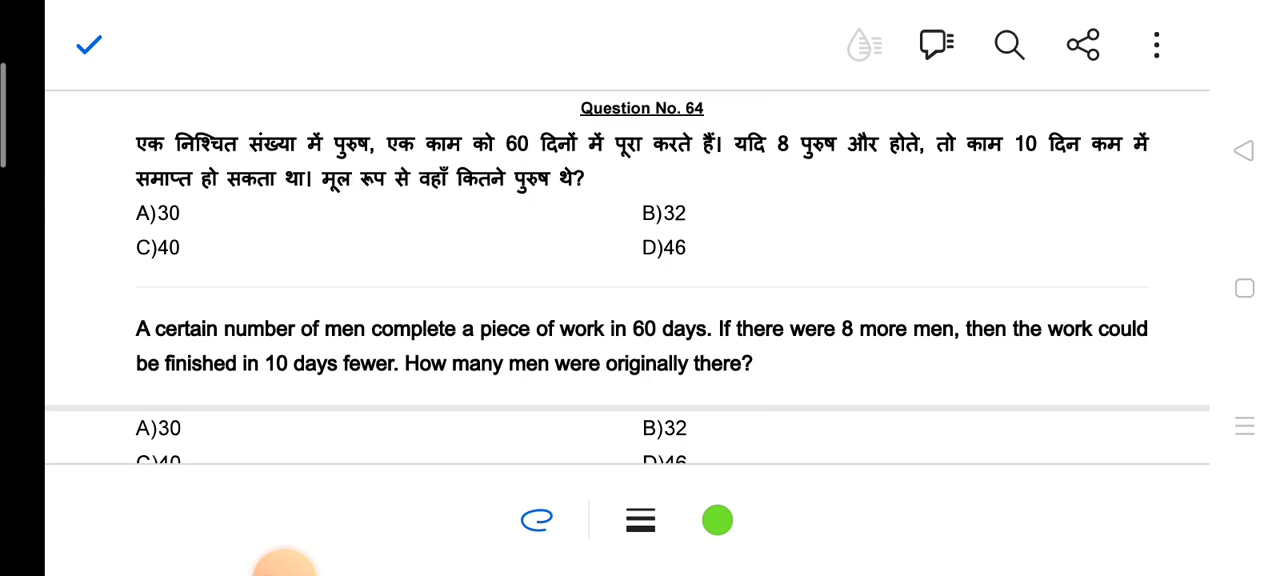 Question No. 64
एक निश्चित संख्या में पुरुष, एक काम को 60 दिनों में पूरा करते हैं। यदि 8 पुरुष और होते, तो काम 10 दिन कम में
समाप्त हो सकता था। मूल रूप से वहाँ कितने पुरुष थे?
A)30 B)32
C)40 D)46
A certain number of men complete a piece of work in 60 days. If there were 8 more men, then the work could
be finished in 10 days fewer. How many men were originally there?
A)30 B)32
C)40 D)46